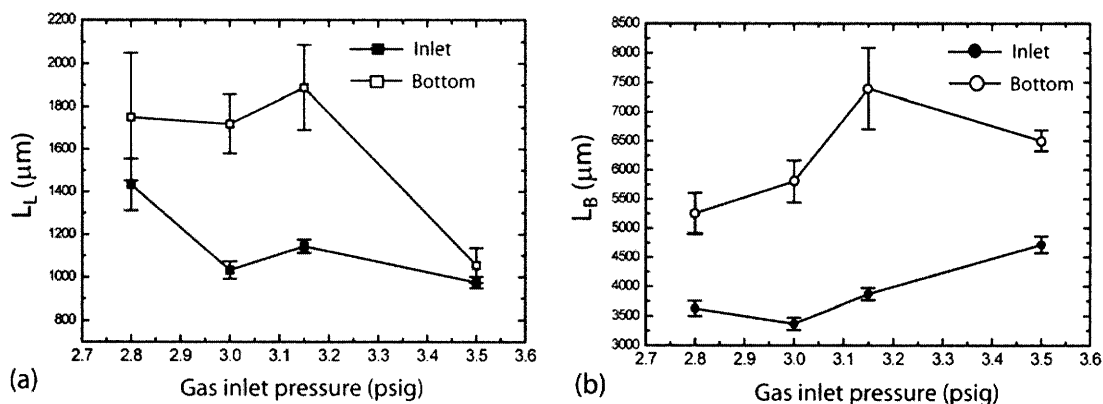 2200
2000
1800
1600
1400
1200
1000
800
L_L (μm)
Inlet
Bottom
2.7 2.8 2.9 3.0 3.1 3.2 3.3 3.4 3.5 3.6
Gas inlet pressure (psig)
(a)
8500
8000
7500
7000
6500
6000
5500
5000
4500
4000
3500
3000
L_B (μm)
Inlet
Bottom
2.7 2.8 2.9 3.0 3.1 3.2 3.3 3.4 3.5 3.6
Gas inlet pressure (psig)
(b)